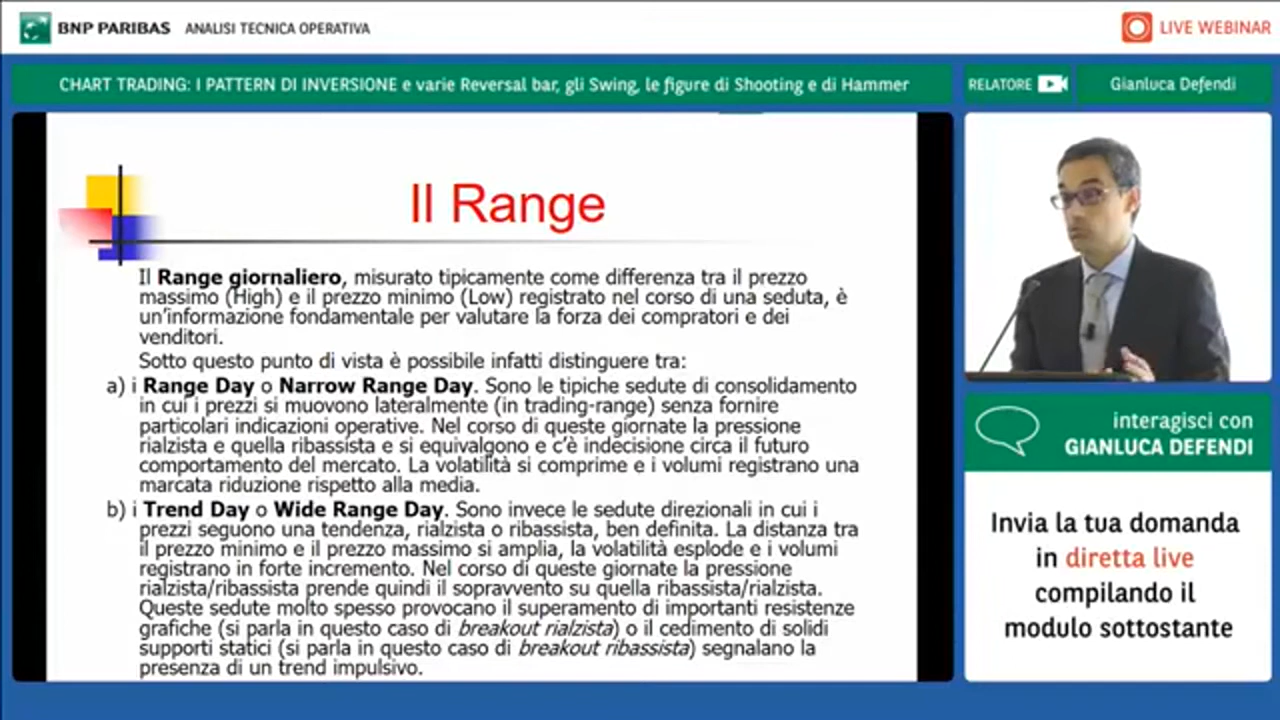 BNP PARIBAS ANALISI TECNICA OPERATIVA
LIVE WEBINAR
CHART TRADING: I PATTERN DI INVERSIONE e varie Reversal bar, gli Swing, le figure di Shooting e di Hammer
RELATORE
Gianluca Defendi
Il Range
Il Range giornaliero, misurato tipicamente come differenza tra il prezzo
massimo (High) e il prezzo minimo (Low) registrato nel corso di una seduta, è
un'informazione fondamentale per valutare la forza dei compratori e dei
venditori.
Sotto questo punto di vista è possibile infatti distinguere tra:
a) i Range Day o Narrow Range Day. Sono le tipiche sedute di consolidamento
in cui i prezzi si muovono lateralmente (in trading-range) senza fornire
particolari indicazioni operative. Nel corso di queste giornate la pressione
rialzista e quella ribassista e si equivalgono e c'è indecisione circa il futuro
comportamento del mercato. La volatilità si comprime e i volumi registrano una
marcata riduzione rispetto alla media.
b) i Trend Day o Wide Range Day. Sono invece le sedute direzionali in cui i
prezzi seguono una tendenza, rialzista o ribassista, ben definita. La distanza tra
il prezzo minimo e il prezzo massimo si amplia, la volatilità esplode e i volumi
registrano in forte incremento. Nel corso di queste giornate la pressione
rialzista/ribassista prende quindi il sopravvento su quella ribassista/rialzista.
Queste sedute molto spesso provocano il superamento di importanti resistenze
grafiche (si parla in questo caso di breakout rialzista) o il cedimento di solidi
supporti statici (si parla in questo caso di breakout ribassista) segnalano la
presenza di un trend impulsivo.
interagisci con
GIANLUCA DEFENDI
Invia la tua domanda
in diretta live
compilando il
modulo sottostante